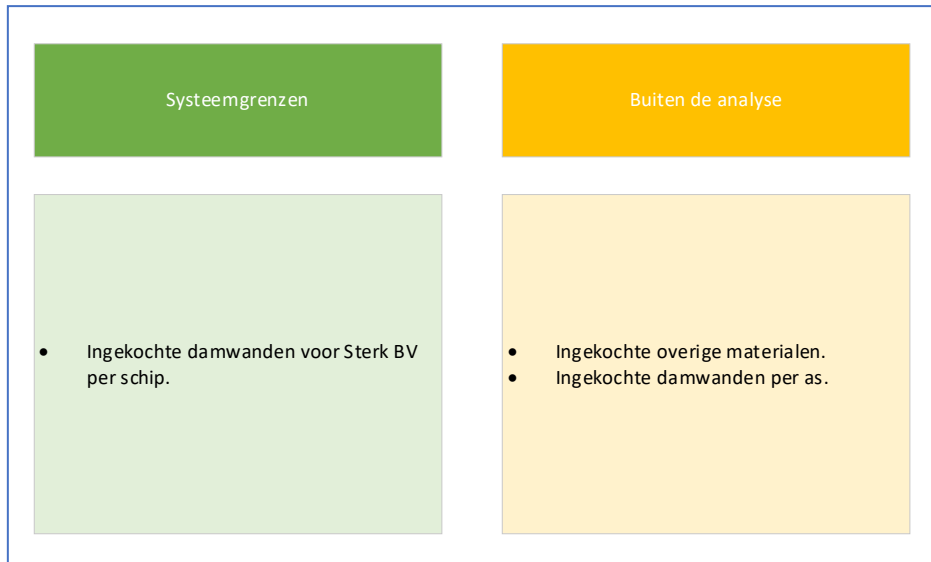 Systeemgrenzen
Buiten de analyse
• Ingekochte damwanden voor Sterk BV
per schip.
• Ingekochte overige materialen.
• Ingekochte damwanden per as.